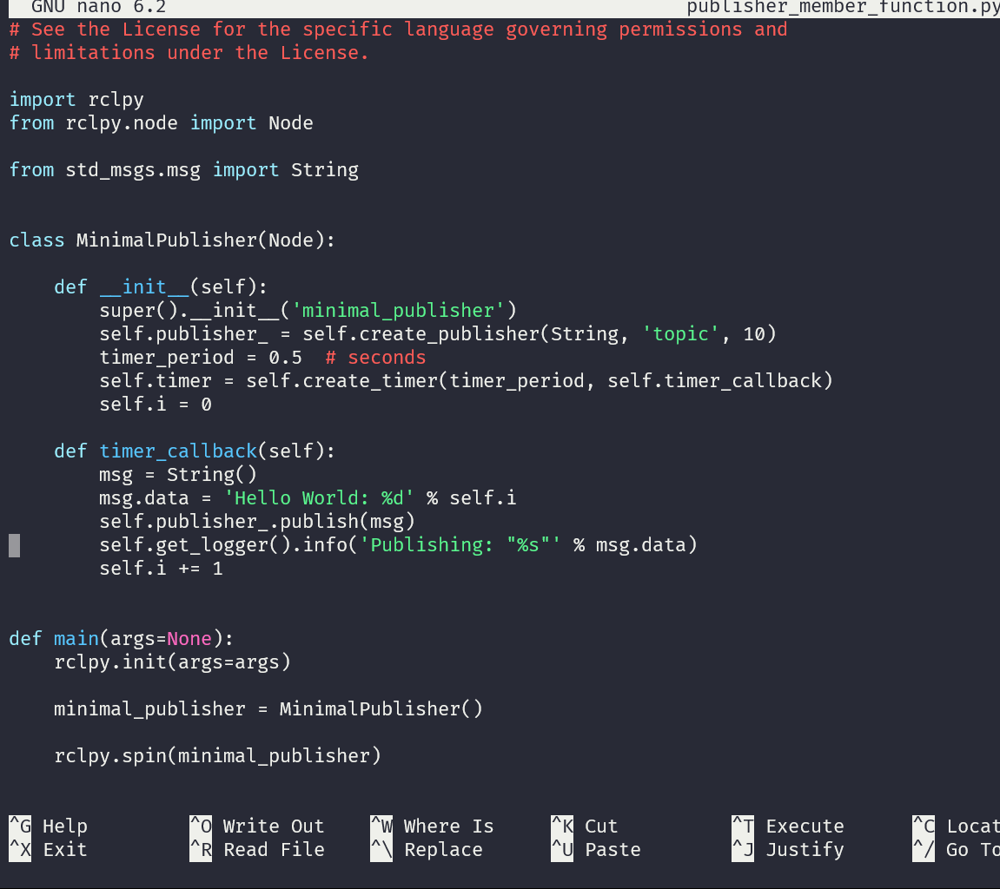 GNU nano 6.2 publisher_member_function.py
# See the License for the specific language governing permissions and
# limitations under the License.

import rclpy
from rclpy.node import Node

from std_msgs.msg import String


class MinimalPublisher(Node):

    def __init__(self):
        super().__init__('minimal_publisher')
        self.publisher_ = self.create_publisher(String, 'topic', 10)
        timer_period = 0.5  # seconds
        self.timer = self.create_timer(timer_period, self.timer_callback)
        self.i = 0

    def timer_callback(self):
        msg = String()
        msg.data = 'Hello World: %d' % self.i
        self.publisher_.publish(msg)
        self.get_logger().info('Publishing: "%s"' % msg.data)
        self.i += 1


def main(args=None):
    rclpy.init(args=args)

    minimal_publisher = MinimalPublisher()

    rclpy.spin(minimal_publisher)

^G Help ^O Write Out ^W Where Is ^K Cut ^T Execute ^C Locat
^X Exit ^R Read File ^\ Replace ^U Paste ^J Justify ^/ Go To